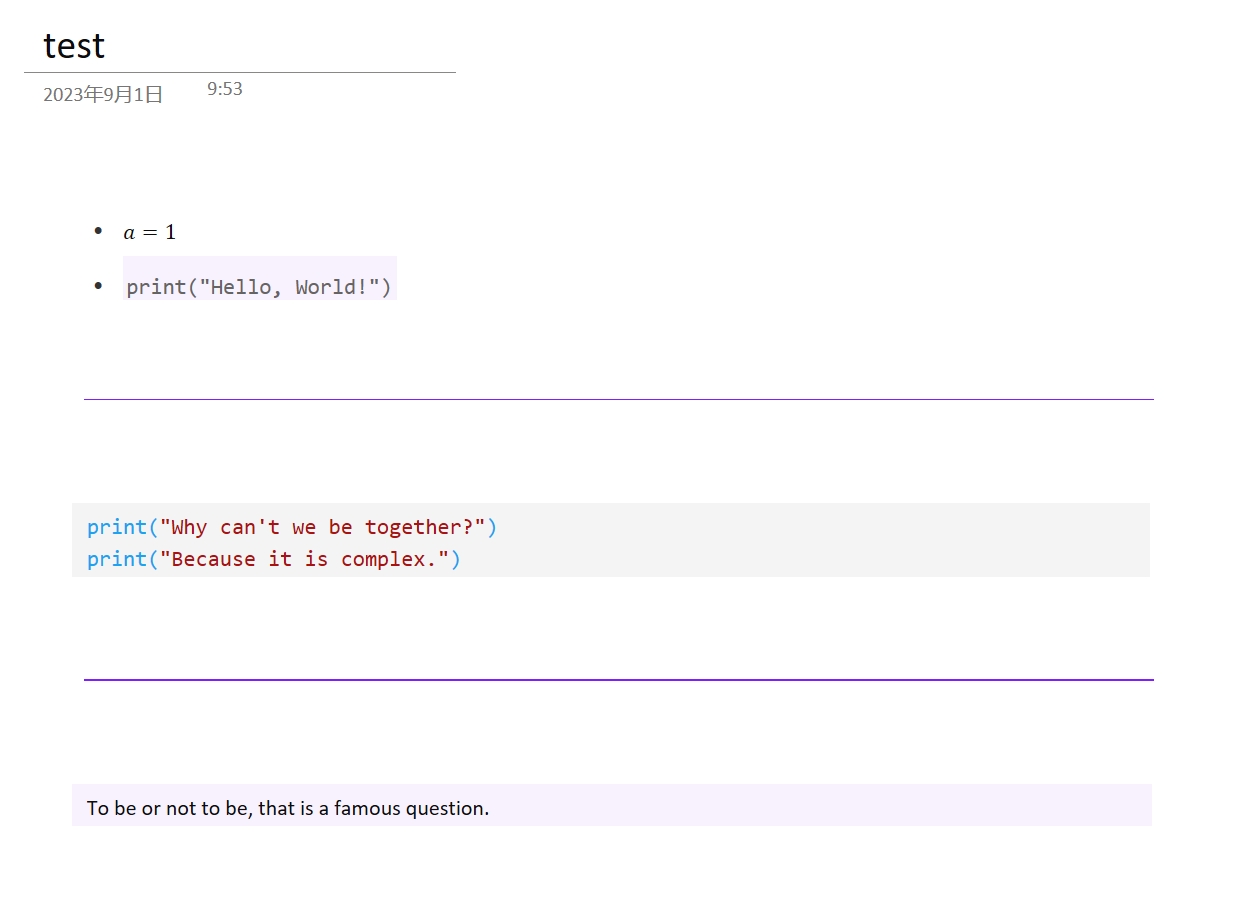 test
2023年9月1日 9:53
• a = 1
• print("Hello, World!")
print("Why can't we be together?")
print("Because it is complex.")
To be or not to be, that is a famous question.